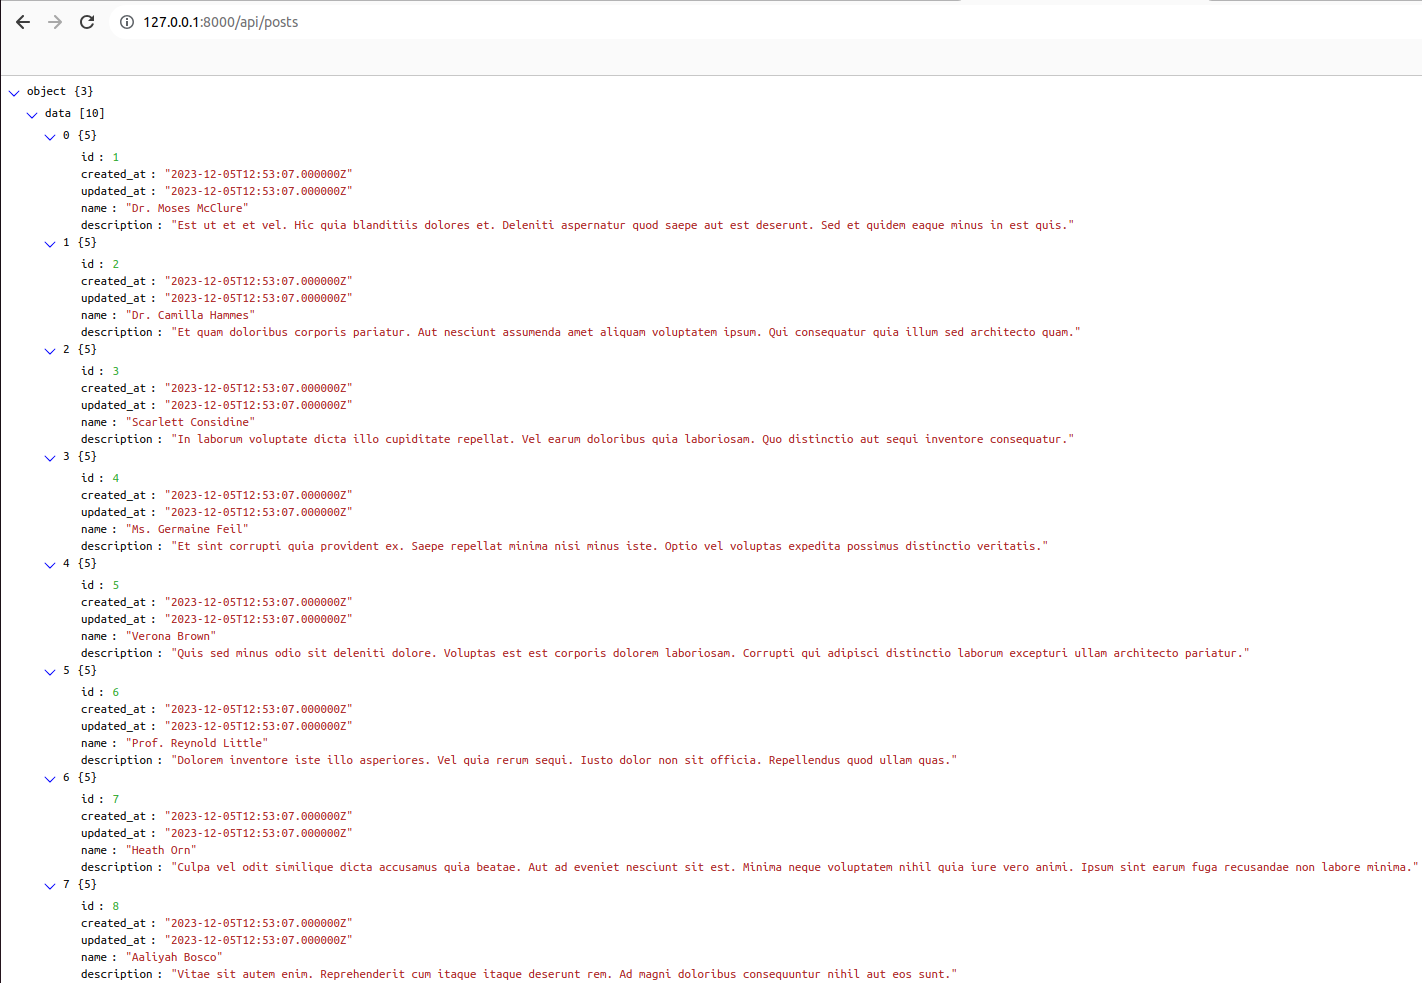 127.0.0.1:8000/api/posts
object {3}
data [10]
0 {5}
id : 1
created_at : "2023-12-05T12:53:07.000000Z"
updated_at : "2023-12-05T12:53:07.000000Z"
name : "Dr. Moses McClure"
description : "Est ut et et vel. Hic quia blanditiis dolores et. Deleniti aspernatur quod saepe aut est deserunt. Sed et quidem eaque minus in est quis."
1 {5}
id : 2
created_at : "2023-12-05T12:53:07.000000Z"
updated_at : "2023-12-05T12:53:07.000000Z"
name : "Dr. Camilla Hammes"
description : "Et quam doloribus corporis pariatur. Aut nesciunt assumenda amet aliquam voluptatem ipsum. Qui consequatur quia illum sed architecto quam."
2 {5}
id : 3
created_at : "2023-12-05T12:53:07.000000Z"
updated_at : "2023-12-05T12:53:07.000000Z"
name : "Scarlett Considine"
description : "In laborum voluptate dicta illo cupiditate repellat. Vel earum doloribus quia laboriosam. Quo distinctio aut sequi inventore consequatur."
3 {5}
id : 4
created_at : "2023-12-05T12:53:07.000000Z"
updated_at : "2023-12-05T12:53:07.000000Z"
name : "Ms. Germaine Feil"
description : "Et sint corrupti quia provident ex. Saepe repellat minima nisi minus iste. Optio vel voluptas expedita possimus distinctio veritatis."
4 {5}
id : 5
created_at : "2023-12-05T12:53:07.000000Z"
updated_at : "2023-12-05T12:53:07.000000Z"
name : "Verona Brown"
description : "Quis sed minus odio sit deleniti dolore. Voluptas est est corporis dolorem laboriosam. Corrupti qui adipisci distinctio laborum excepturi ullam architecto pariatur."
5 {5}
id : 6
created_at : "2023-12-05T12:53:07.000000Z"
updated_at : "2023-12-05T12:53:07.000000Z"
name : "Prof. Reynold Little"
description : "Dolorem inventore iste illo asperiores. Vel quia rerum sequi. Iusto dolor non sit officia. Repellendus quod ullam quas."
6 {5}
id : 7
created_at : "2023-12-05T12:53:07.000000Z"
updated_at : "2023-12-05T12:53:07.000000Z"
name : "Heath Orn"
description : "Culpa vel odit similique dicta accusamus quia beatae. Aut ad eveniet nesciunt sit est. Minima neque voluptatem nihil quia iure vero animi. Ipsum sint earum fuga recusandae non labore minima."
7 {5}
id : 8
created_at : "2023-12-05T12:53:07.000000Z"
updated_at : "2023-12-05T12:53:07.000000Z"
name : "Aaliyah Bosco"
description : "Vitae sit autem enim. Reprehenderit cum itaque itaque deserunt rem. Ad magni doloribus consequuntur nihil aut eos sunt."